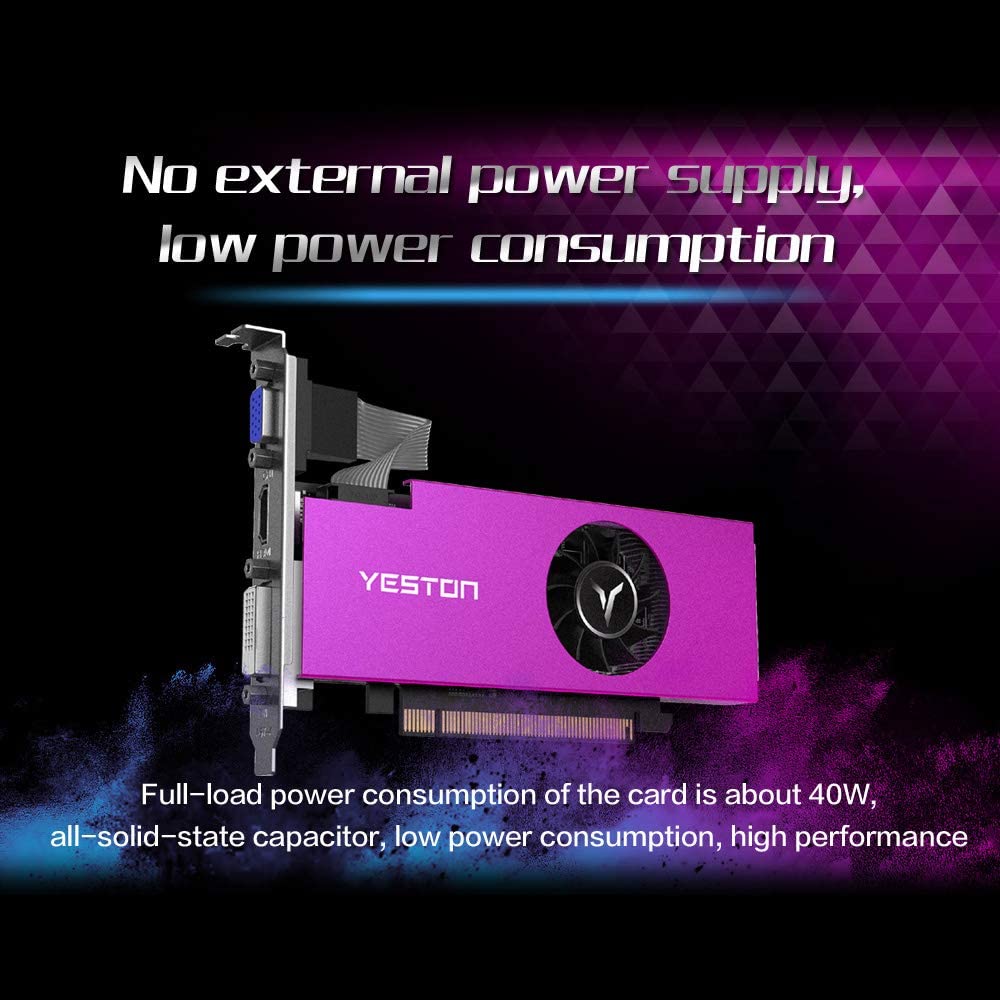 No external power supply,
low power consumption
YESTON
Full-load power consumption of the card is about 40W,
all-solid-state capacitor, low power consumption, high performance